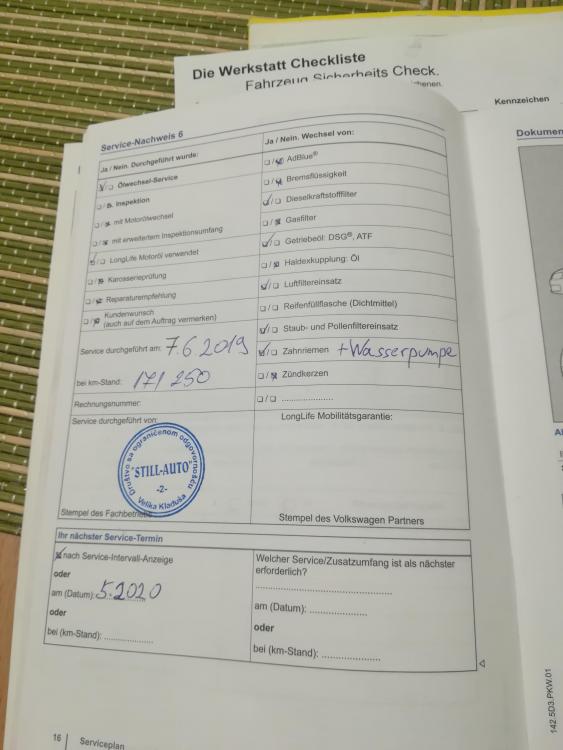 Die Werkstatt Checkliste
Fahrzeug Sicherheits Check.
Kennzeichen
Dokumen
Service-Nachweis 6
Ja / Nein. Durchgeführt wurde:
Ölwechsel-Service
Inspektion
mit Motorölwechsel
mit erweitertem Inspektionsumfang
LongLife Motoröl verwendet
Karosserieprüfung
Reparaturempfehlung
Kundenwunsch
(auch auf dem Auftrag vermerken)
Service durchgeführt am: 7.6.2019
bei km-Stand: 171 250
Rechnungsnummer:
Service durchgeführt von:
Društvo sa ograničenom odgovornošću
"STILL-AUTO"
-2-
Velika Kladuša
Stempel des Fachbetriebs
Ja / Nein. Wechsel von:
AdBlue®
Bremsflüssigkeit
Dieselkraftstofffilter
Gasfilter
Getriebeöl: DSG®, ATF
Haldexkupplung: Öl
Luftfiltereinsatz
Reifenfüllflasche (Dichtmittel)
Staub- und Pollenfiltereinsatz
Zahnriemen + Wasserpumpe
Zündkerzen
LongLife Mobilitätsgarantie:
Stempel des Volkswagen Partners
Ihr nächster Service-Termin
nach Service-Intervall-Anzeige
oder
am (Datum): 5.2020
oder
bei (km-Stand):
Welcher Service/Zusatzumfang ist als nächster
erforderlich?
am (Datum):
oder
bei (km-Stand):
16 Serviceplan
142.5D3.PKW.01